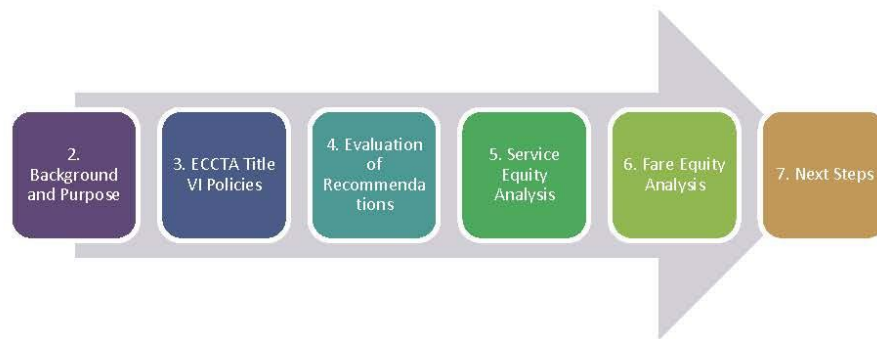 2.
Background
and Purpose
3. ECCTA Title
VI Policies
4. Evaluation
of
Recommenda
tions
5. Service
Equity
Analysis
6. Fare Equity
Analysis
7. Next Steps